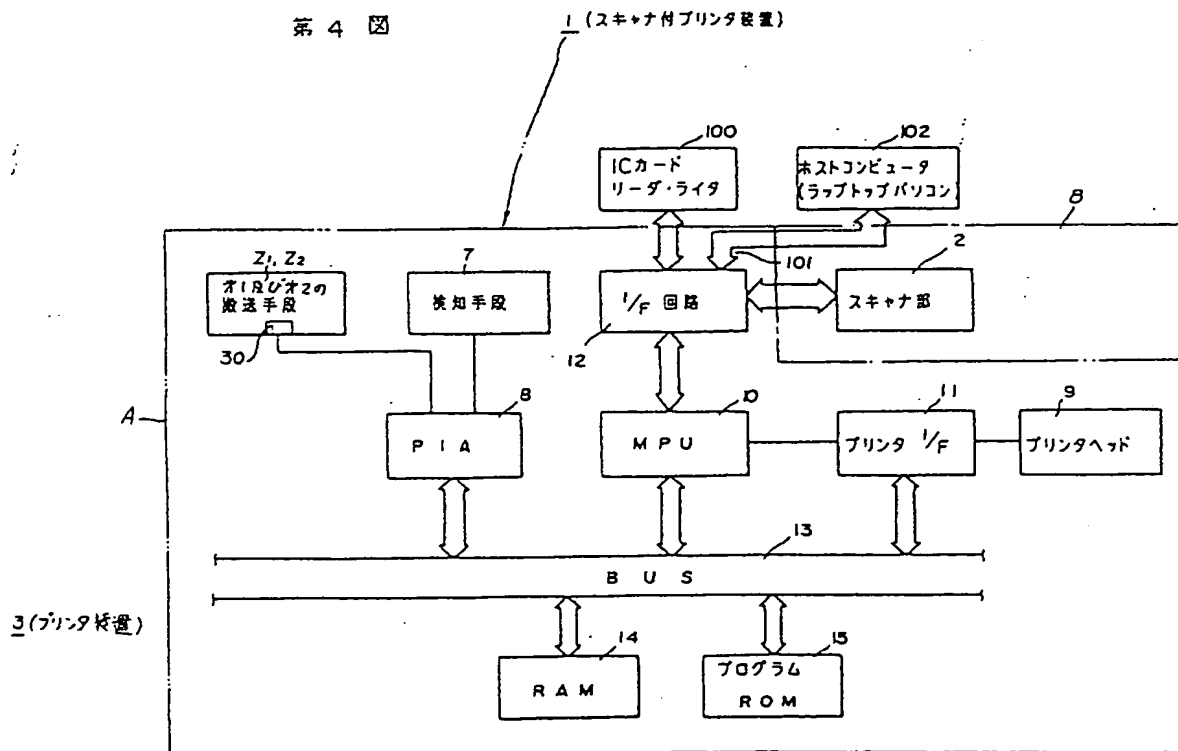 第 4 図
1 (スキャナ付プリンタ装置)
100
ICカード
リーダ・ライタ
102
ホストコンピュータ
(ラップトップパソコン)
B
Z1, Z2
オ1及びオ2の
搬送手段
30
7
検知手段
101
I/F 回路
12
2
スキャナ部
A
8
PIA
10
MPU
11
プリンタ I/F
9
プリンタヘッド
13
BUS
3 (プリンタ装置)
14
RAM
15
プログラム
ROM